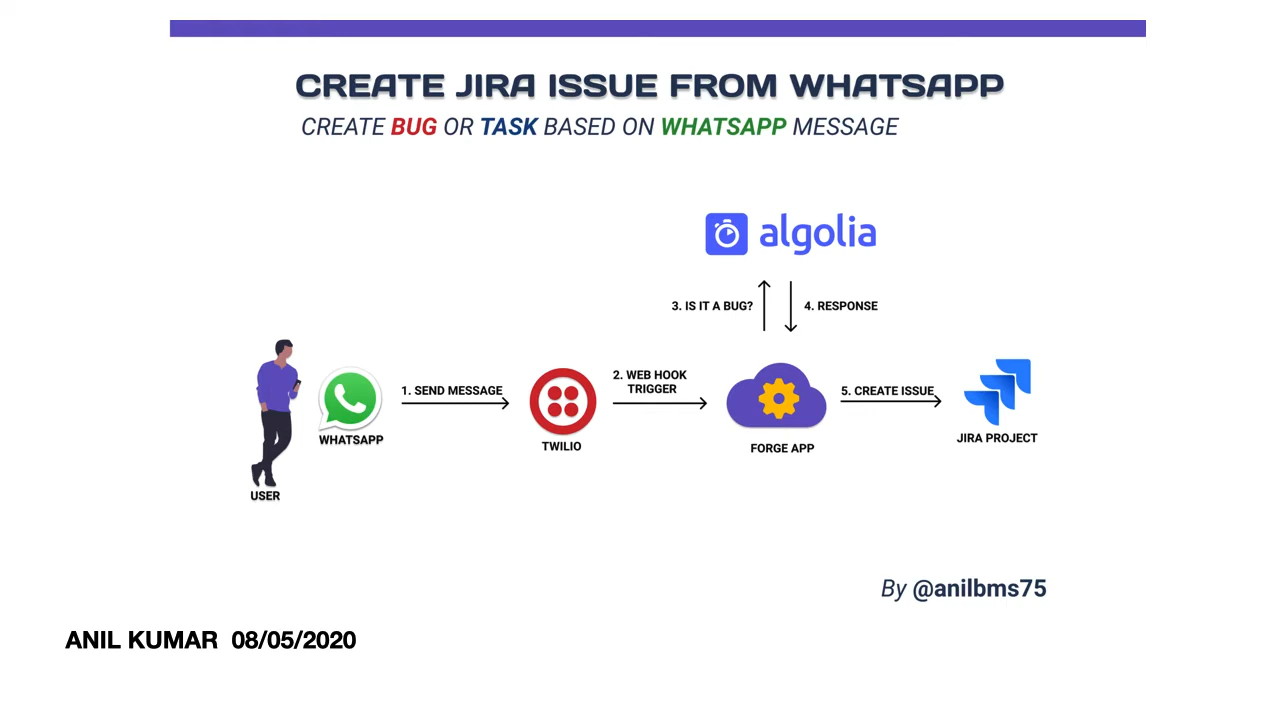 CREATE JIRA ISSUE FROM WHATSAPP
CREATE BUG OR TASK BASED ON WHATSAPP MESSAGE
algolia
3. IS IT A BUG?
4. RESPONSE
1. SEND MESSAGE
2. WEB HOOK
TRIGGER
5. CREATE ISSUE
WHATSAPP
TWILIO
FORGE APP
JIRA PROJECT
USER
By @anilbms75
ANIL KUMAR 08/05/2020